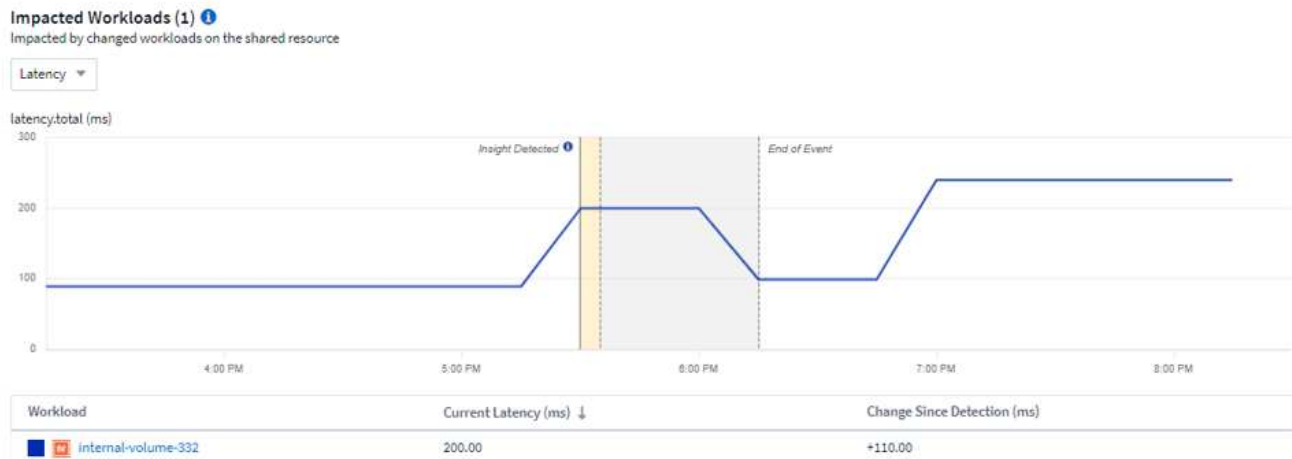 Impacted Workloads (1)
Impacted by changed workloads on the shared resource
Latency
latency.total (ms)
300
Insight Detected
End of Event
200
100
0
4:00 PM
5:00 PM
6:00 PM
7:00 PM
8:00 PM
Workload Current Latency (ms) ↓ Change Since Detection (ms)
internal-volume-332 200.00 +110.00